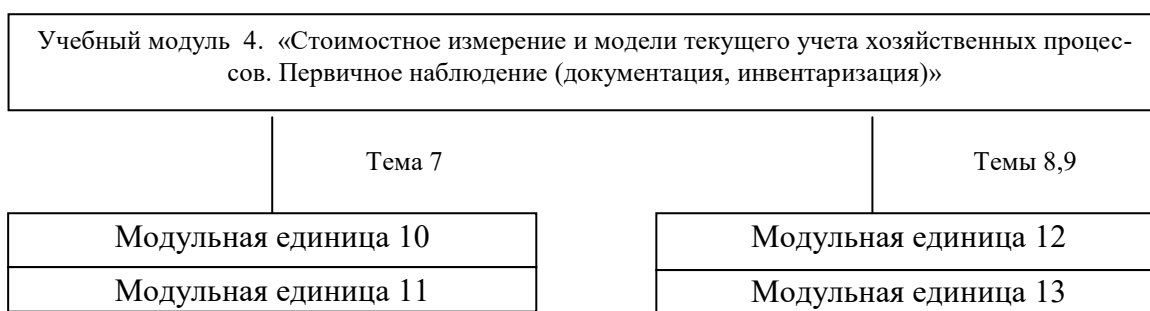 Учебный модуль 4. «Стоимостное измерение и модели текущего учета хозяйственных процес-
сов. Первичное наблюдение (документация, инвентаризация)»
Тема 7
Темы 8,9
Модульная единица 10
Модульная единица 11
Модульная единица 12
Модульная единица 13